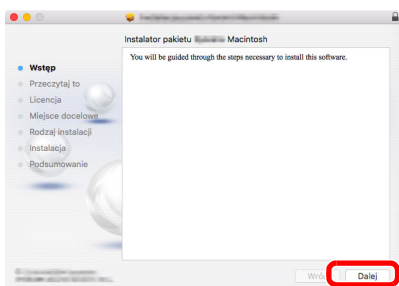 Instalator pakietu Macintosh
You will be guided through the steps necessary to install this software.
Wstęp
Przeczytaj to
Licencja
Miejsce docelowe
Rodzaj instalacji
Instalacja
Podsumowanie
Dalej